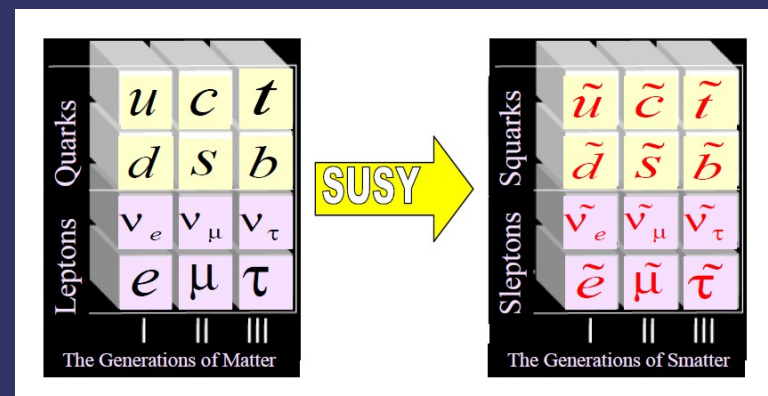 Quarks
u c t
d s b
Leptons
νe νμ ντ
e μ τ
I II III
The Generations of Matter
SUSY
Squarks
ũ c̃ t̃
d̃ s̃ b̃
Sleptons
ν̃e ν̃μ ν̃τ
ẽ μ̃ τ̃
I II III
The Generations of Smatter